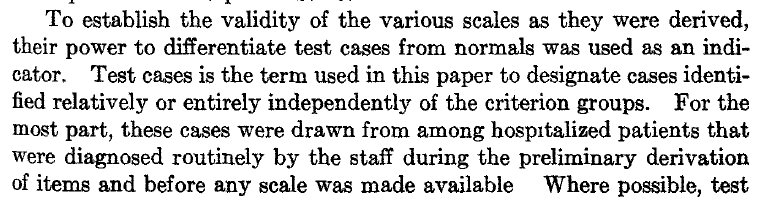 To establish the validity of the various scales as they were derived,
their power to differentiate test cases from normals was used as an indi-
cator. Test cases is the term used in this paper to designate cases identi-
fied relatively or entirely independently of the criterion groups. For the
most part, these cases were drawn from among hospitalized patients that
were diagnosed routinely by the staff during the preliminary derivation
of items and before any scale was made available Where possible, test